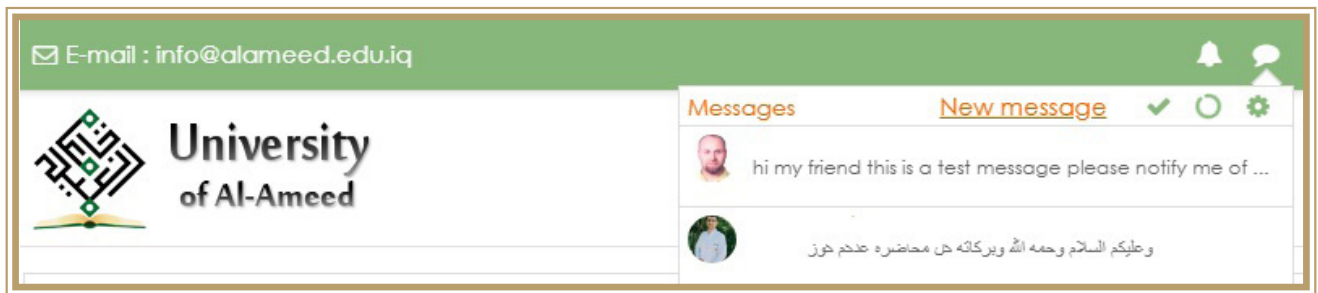 E-mail : info@alameed.edu.iq
University
of Al-Ameed
Messages New message
hi my friend this is a test message please notify me of ...
وعليكم السلام وحمه الله وبركاته هل محاضره عدكم هوز